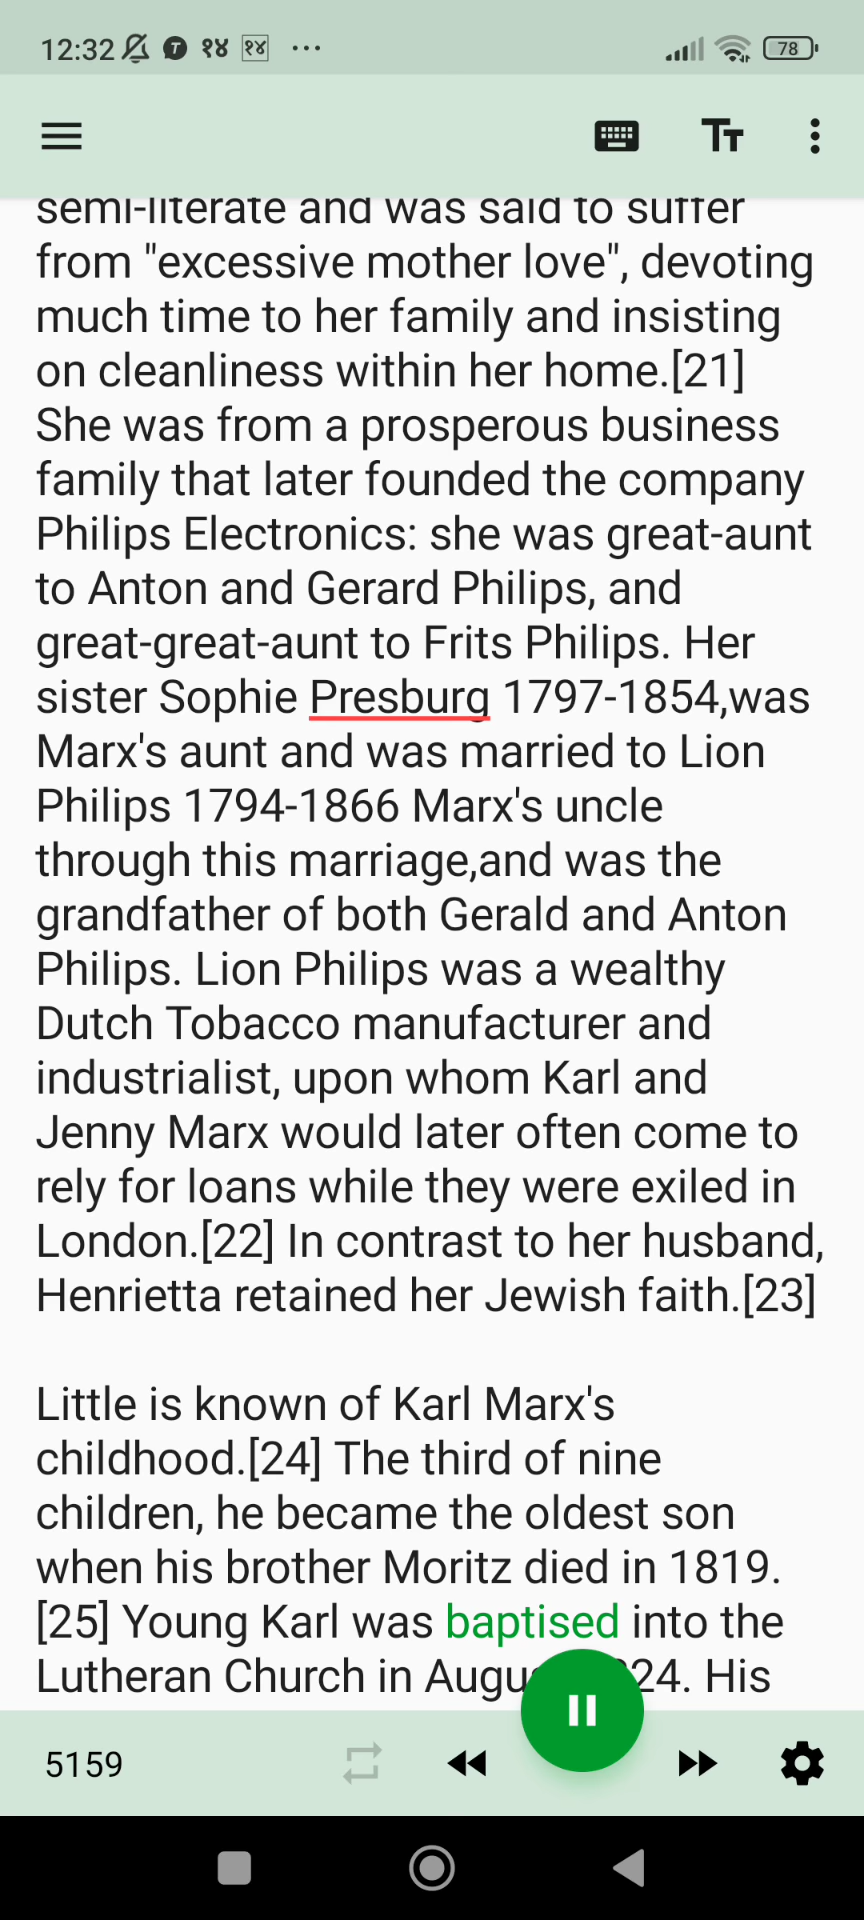 12:32 T १४ १४ ... 78
semi-literate and was said to suffer
from "excessive mother love", devoting
much time to her family and insisting
on cleanliness within her home.[21]
She was from a prosperous business
family that later founded the company
Philips Electronics: she was great-aunt
to Anton and Gerard Philips, and
great-great-aunt to Frits Philips. Her
sister Sophie Presburg 1797-1854,was
Marx's aunt and was married to Lion
Philips 1794-1866 Marx's uncle
through this marriage,and was the
grandfather of both Gerald and Anton
Philips. Lion Philips was a wealthy
Dutch Tobacco manufacturer and
industrialist, upon whom Karl and
Jenny Marx would later often come to
rely for loans while they were exiled in
London.[22] In contrast to her husband,
Henrietta retained her Jewish faith.[23]
Little is known of Karl Marx's
childhood.[24] The third of nine
children, he became the oldest son
when his brother Moritz died in 1819.
[25] Young Karl was baptised into the
Lutheran Church in Augu 24. His
5159